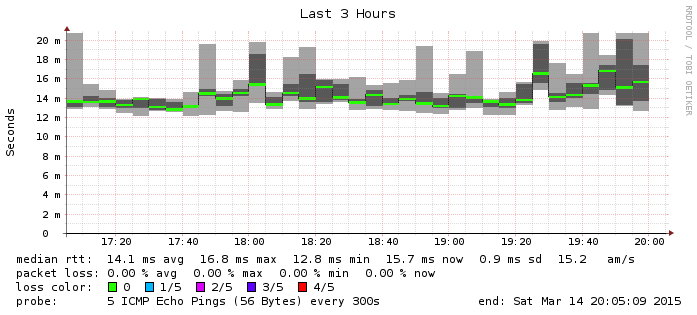 Last 3 Hours
RRDTOOL / TOBI OETIKER
Seconds
20 m
18 m
16 m
14 m
12 m
10 m
8 m
6 m
4 m
2 m
0
17:20 17:40 18:00 18:20 18:40 19:00 19:20 19:40 20:00
median rtt: 14.1 ms avg 16.8 ms max 12.8 ms min 15.7 ms now 0.9 ms sd 15.2 am/s
packet loss: 0.00 % avg 0.00 % max 0.00 % min 0.00 % now
loss color: 0 1/5 2/5 3/5 4/5
probe: 5 ICMP Echo Pings (56 Bytes) every 300s end: Sat Mar 14 20:05:09 2015